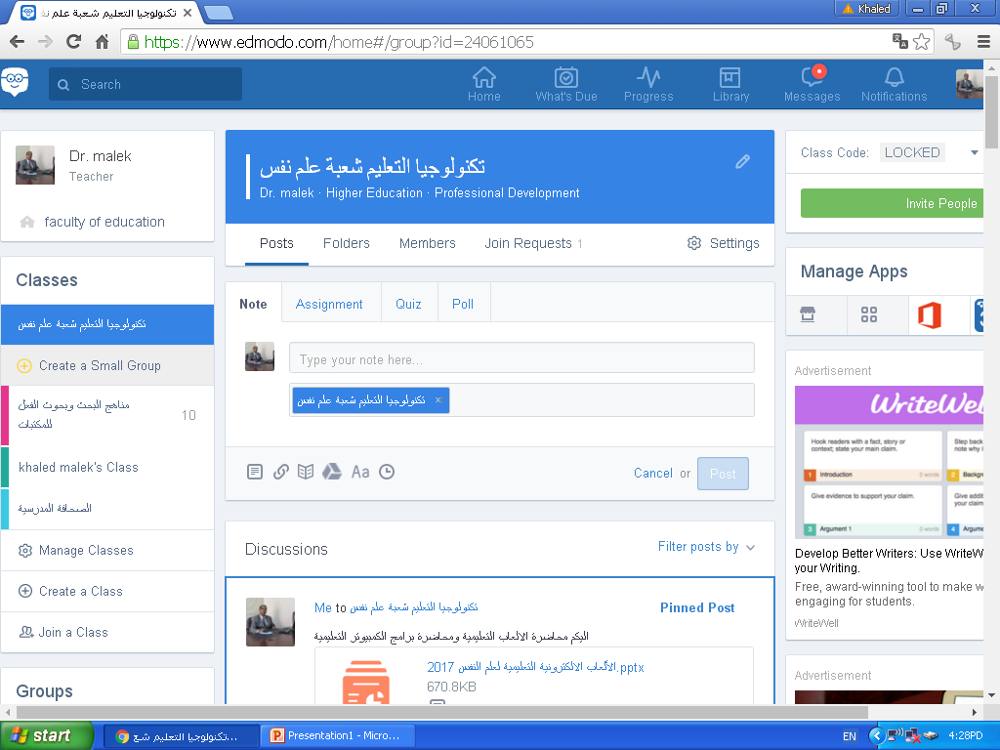 تكنولوجيا التعليم شعبة علم نف
Khaled
https://www.edmodo.com/home#/group?id=24061065
Search
Home
What's Due
Progress
Library
Messages
Notifications
Dr. malek
Teacher
faculty of education
Classes
تكنولوجيا التعليم شعبة علم نفس
Create a Small Group
مناهج البحث وبحوث الفعل
للمكتبات
10
khaled malek's Class
الصحافة المدرسية
Manage Classes
Create a Class
Join a Class
Groups
تكنولوجيا التعليم شعبة علم نفس
Dr. malek · Higher Education · Professional Development
Posts
Folders
Members
Join Requests 1
Settings
Note
Assignment
Quiz
Poll
Type your note here...
تكنولوجيا التعليم شعبة علم نفس ×
Aa
Cancel or Post
Discussions
Filter posts by
Me to تكنولوجيا التعليم شعبة علم نفس
Pinned Post
اليكم محاضرة الالعاب التعليمية ومحاضرة برامج الكمبيوتر التعليمية
الألعاب الالكترونية التعليمية لعلم النفس 2017.pptx
670.8KB
Class Code: LOCKED
Invite People
Manage Apps
Advertisement
WriteWel
Hook readers with a fact, story or
context; state your main claim.
1 Introduction 0 words
Step back
note why i
2 Backgr
Give evidence to support your claim.
3 Argument 1 0 words
Give addit
your claim
4 Argume
Develop Better Writers: Use WriteW
your Writing.
Free, award-winning tool to make w
engaging for students.
WriteWell
Advertisement
start
تكنولوجيا التعليم شع...
Presentation1 - Micro...
EN
4:28PD